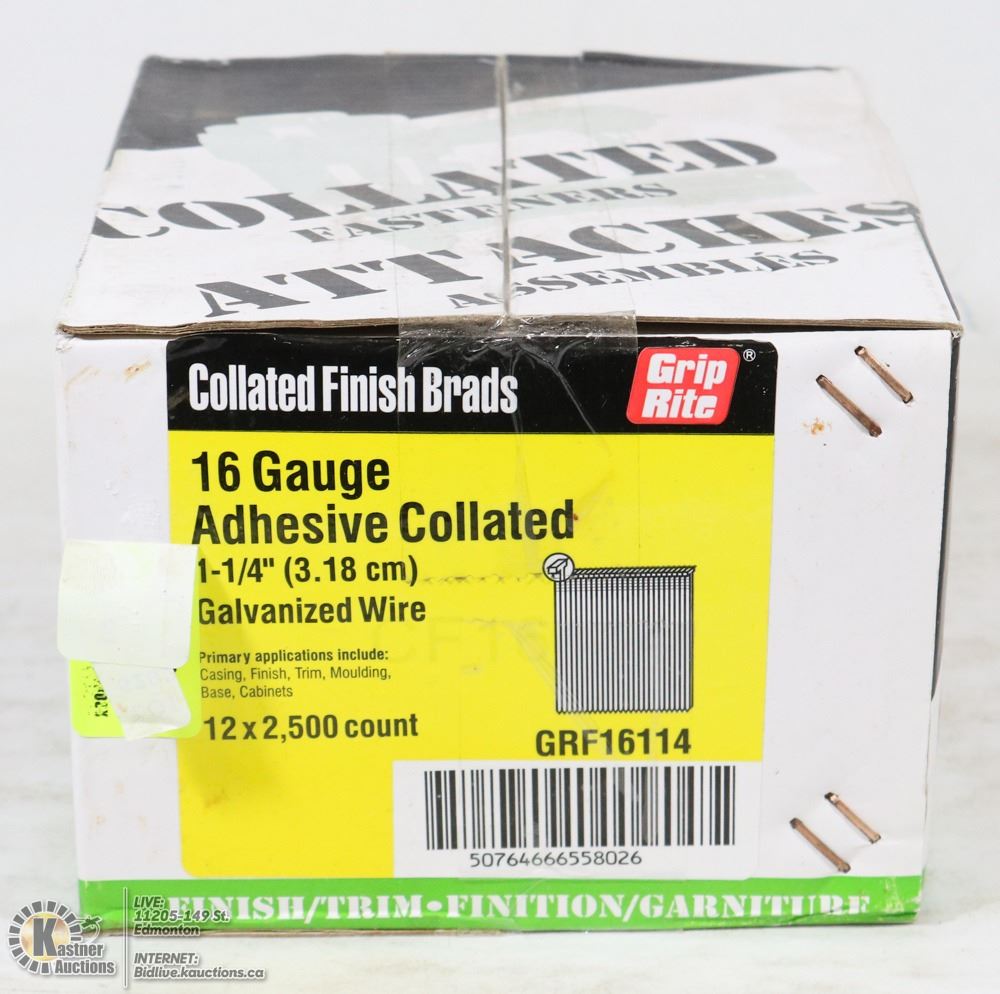 COLLATED
FASTENERS
ATTACHES
ASSEMBLÉS
Collated Finish Brads
Grip
Rite®
16 Gauge
Adhesive Collated
1-1/4" (3.18 cm)
Galvanized Wire
Primary applications include:
Casing, Finish, Trim, Moulding,
Base, Cabinets
12 x 2,500 count
GRF16114
50764666558026
FINISH/TRIM•FINITION/GARNITURE
Kastner
Auctions
LIVE:
11205-149 St.
Edmonton
INTERNET:
Bidlive.kauctions.ca